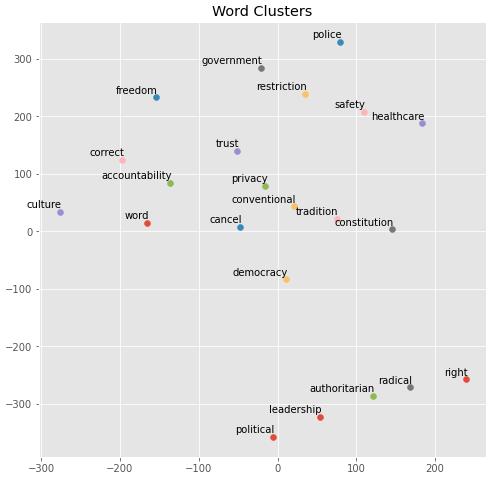 Word Clusters
police
government
restriction
freedom
safety
healthcare
trust
correct
accountability
privacy
conventional
culture
tradition
word
cancel
constitution
democracy
right
radical
authoritarian
leadership
political
300
200
100
0
−100
−200
−300
−300
−200
−100
0
100
200